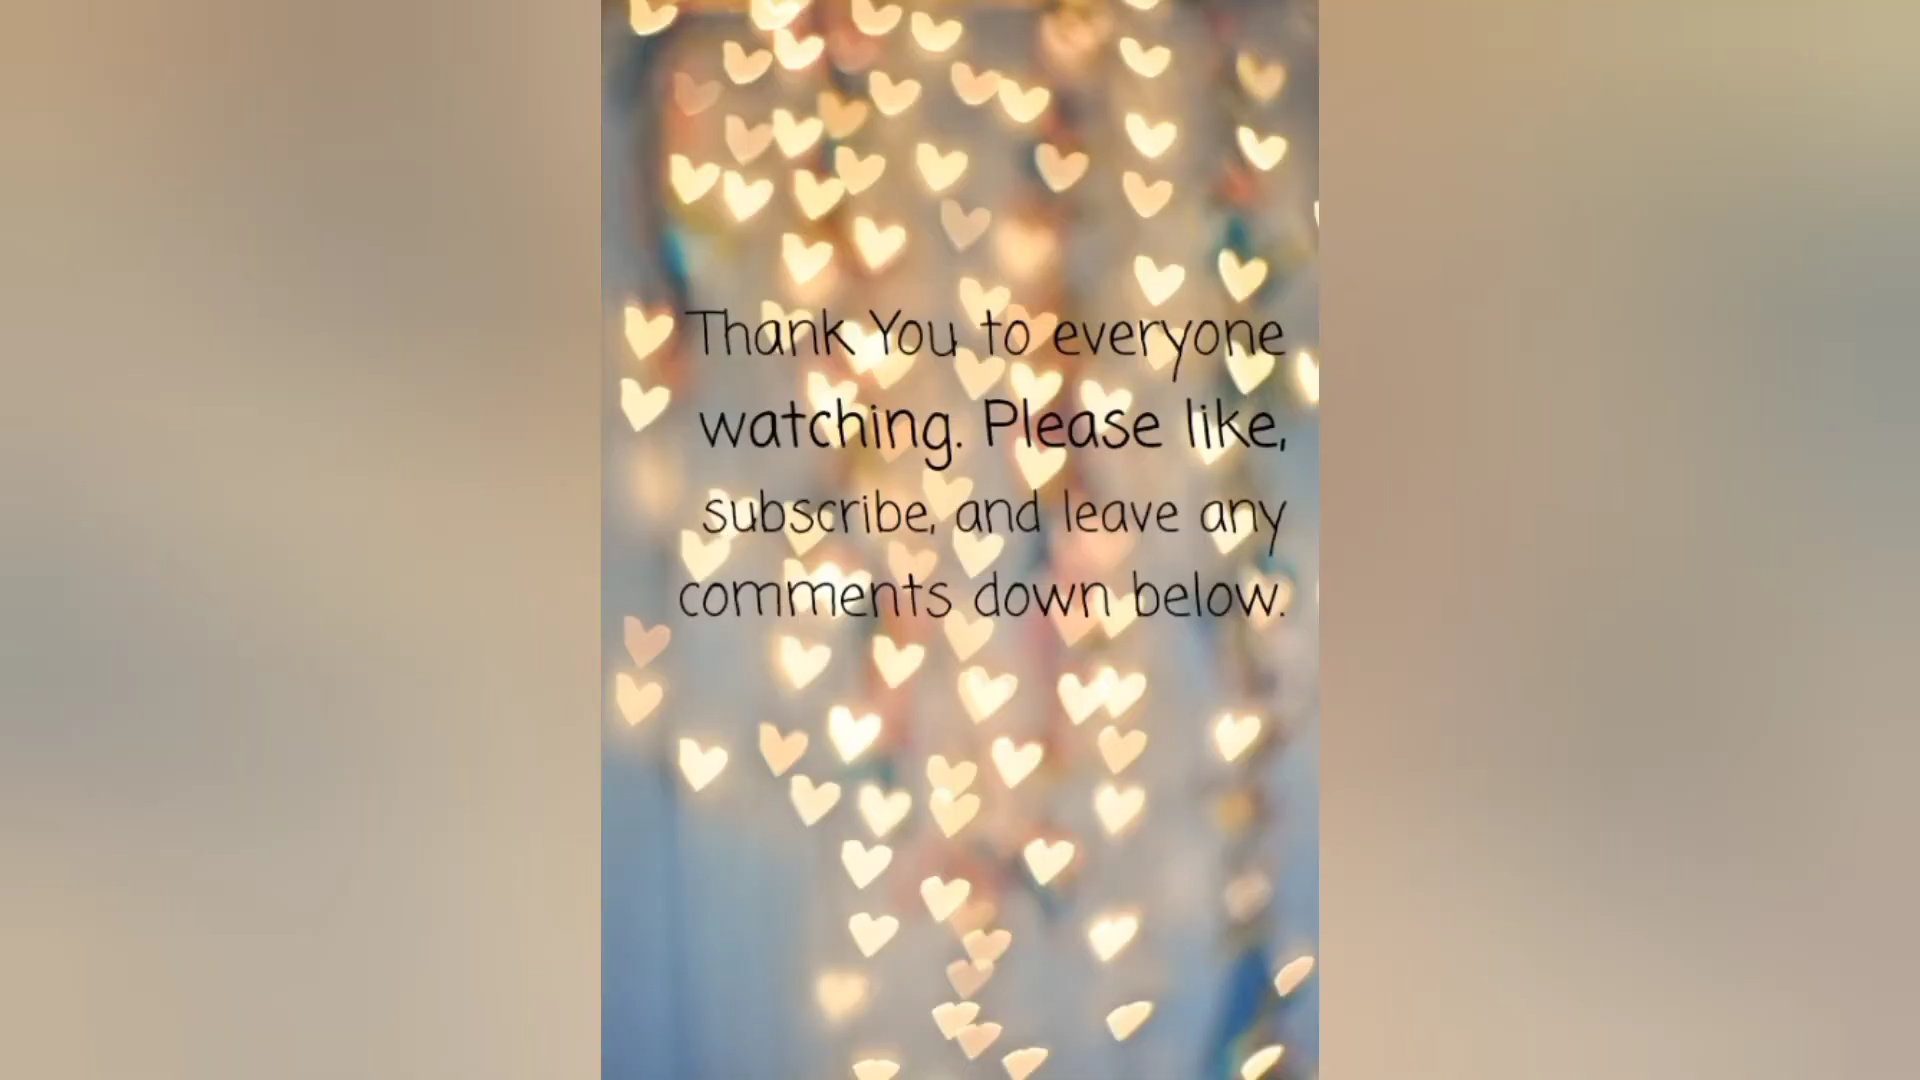 Thank You to everyone
watching. Please like,
subscribe, and leave any
comments down below.